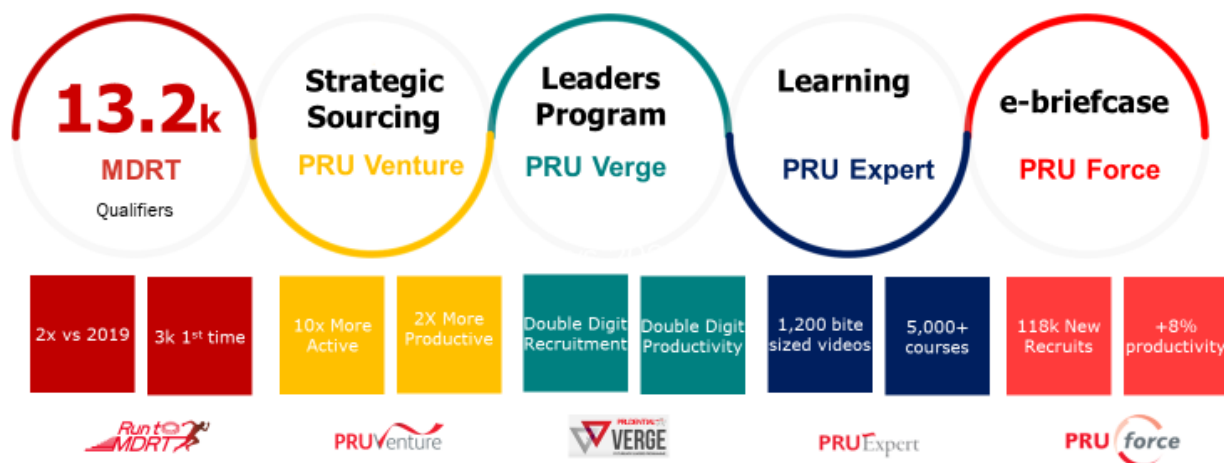 13.2k
MDRT
Qualifiers
Strategic
Sourcing
PRU Venture
Leaders
Program
PRU Verge
Learning
PRU Expert
e-briefcase
PRU Force
2x vs 2019
3k 1st time
10x More
Active
2X More
Productive
Double Digit
Recruitment
Double Digit
Productivity
1,200 bite
sized videos
5,000+
courses
118k New
Recruits
+8%
productivity
Run to
MDRT
PRUVenture
PRUDENTIAL
VERGE
PRUExpert
PRU force